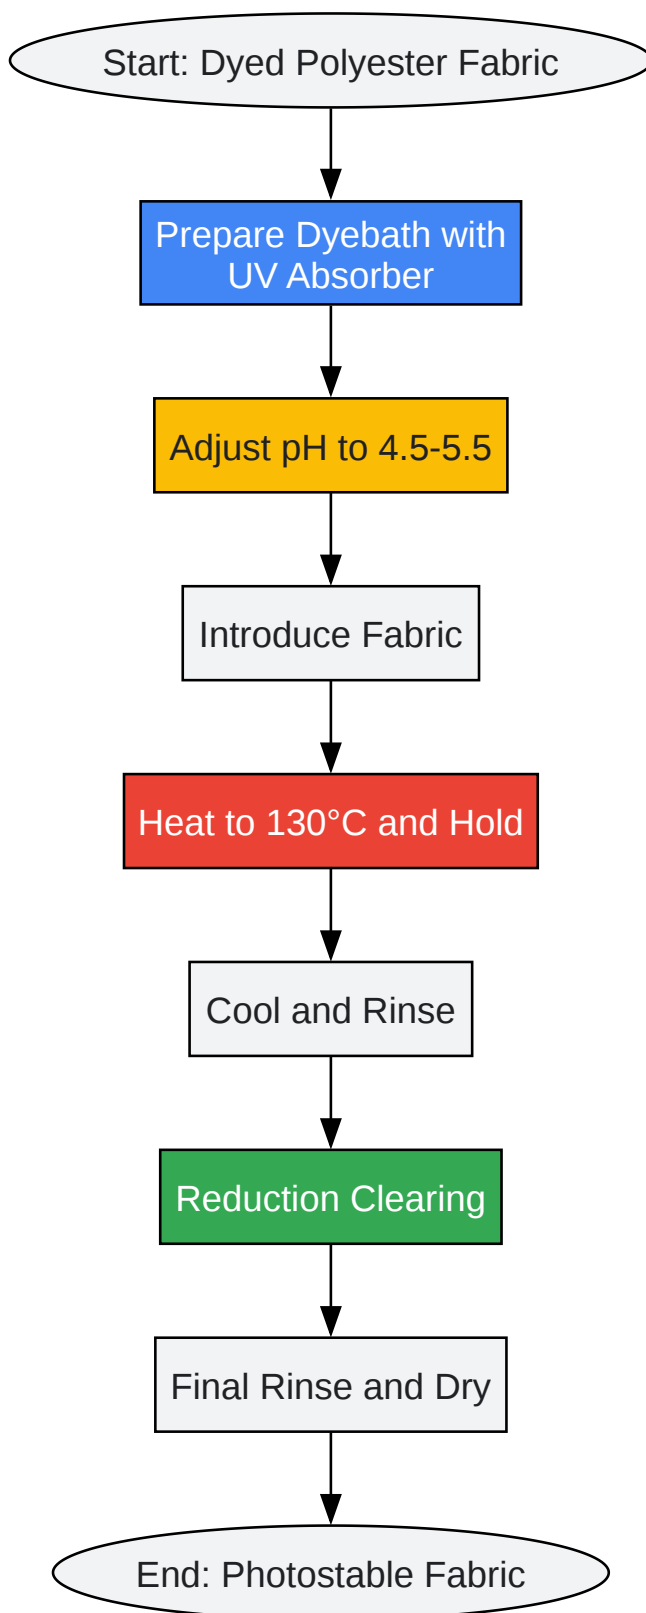 Start: Dyed Polyester Fabric
Prepare Dyebath with
UV Absorber
Adjust pH to 4.5-5.5
Introduce Fabric
Heat to 130°C and Hold
Cool and Rinse
Reduction Clearing
Final Rinse and Dry
End: Photostable Fabric